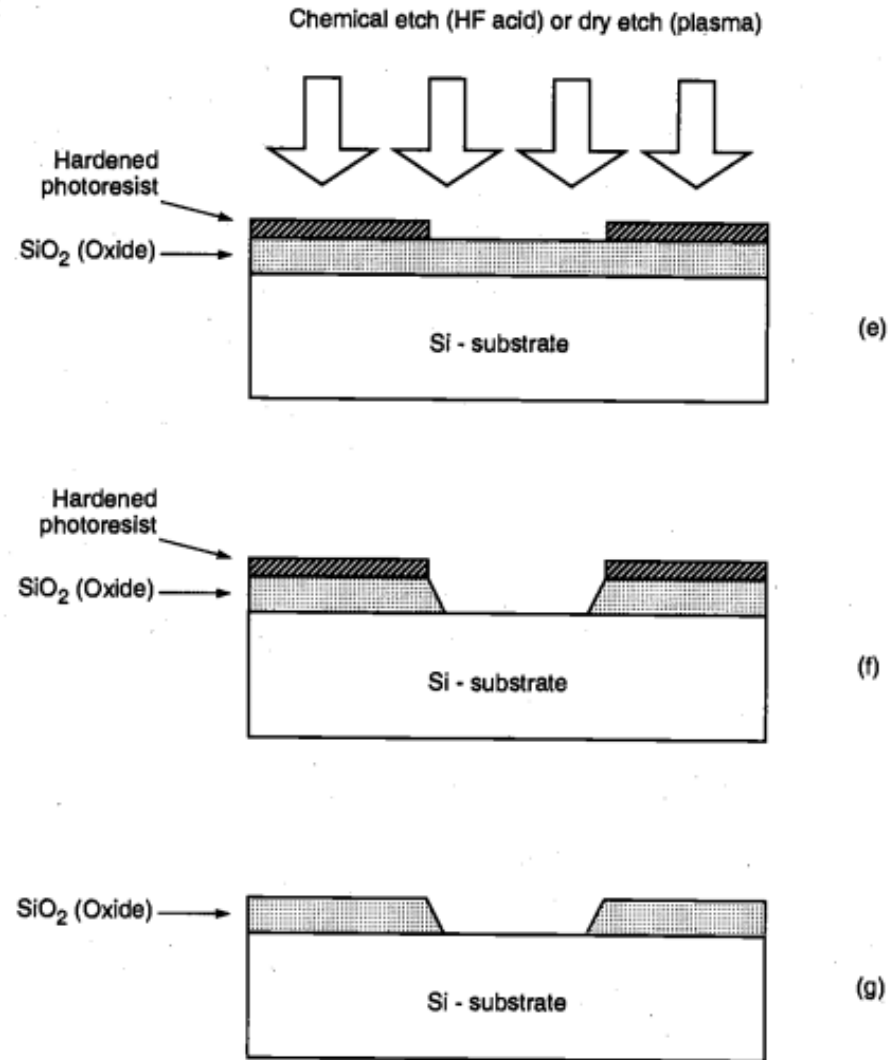 Chemical etch (HF acid) or dry etch (plasma)
Hardened
photoresist
SiO₂ (Oxide)
Si - substrate
(e)
Hardened
photoresist
SiO₂ (Oxide)
Si - substrate
(f)
SiO₂ (Oxide)
Si - substrate
(g)